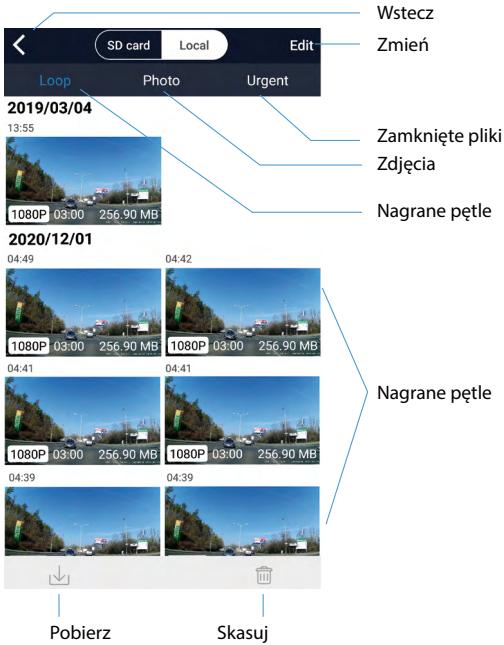 Wstecz
SD card Local Edit
Zmień
Loop Photo Urgent
2019/03/04
13:55
Zamknięte pliki
Zdjęcia
1080P 03:00 256.90 MB
Nagrane pętle
2020/12/01
04:49 04:42
1080P 03:00 256.90 MB 1080P 03:00 256.90 MB
04:41 04:41
Nagrane pętle
1080P 03:00 256.90 MB 1080P 03:00 256.90 MB
04:39 04:39
Pobierz Skasuj